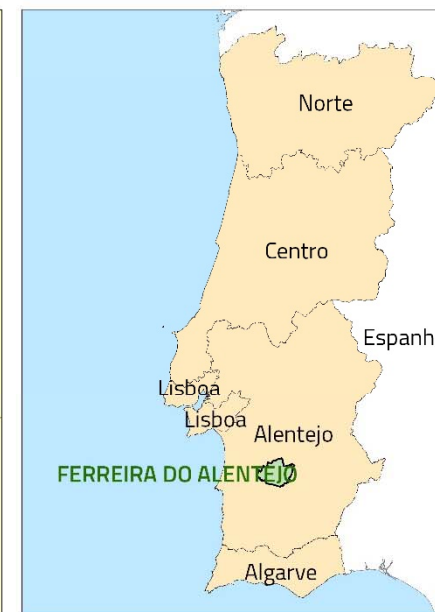 Norte
Centro
Espanh
Lisboa
Lisboa
Alentejo
FERREIRA DO ALENTEJO
Algarve